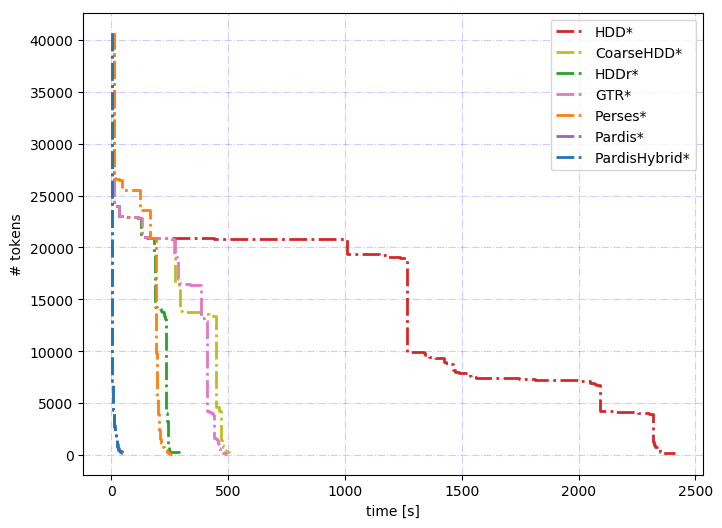 HDD*
CoarseHDD*
HDDr*
GTR*
Perses*
Pardis*
PardisHybrid*
# tokens
40000
35000
30000
25000
20000
15000
10000
5000
0
0 500 1000 1500 2000 2500
time [s]